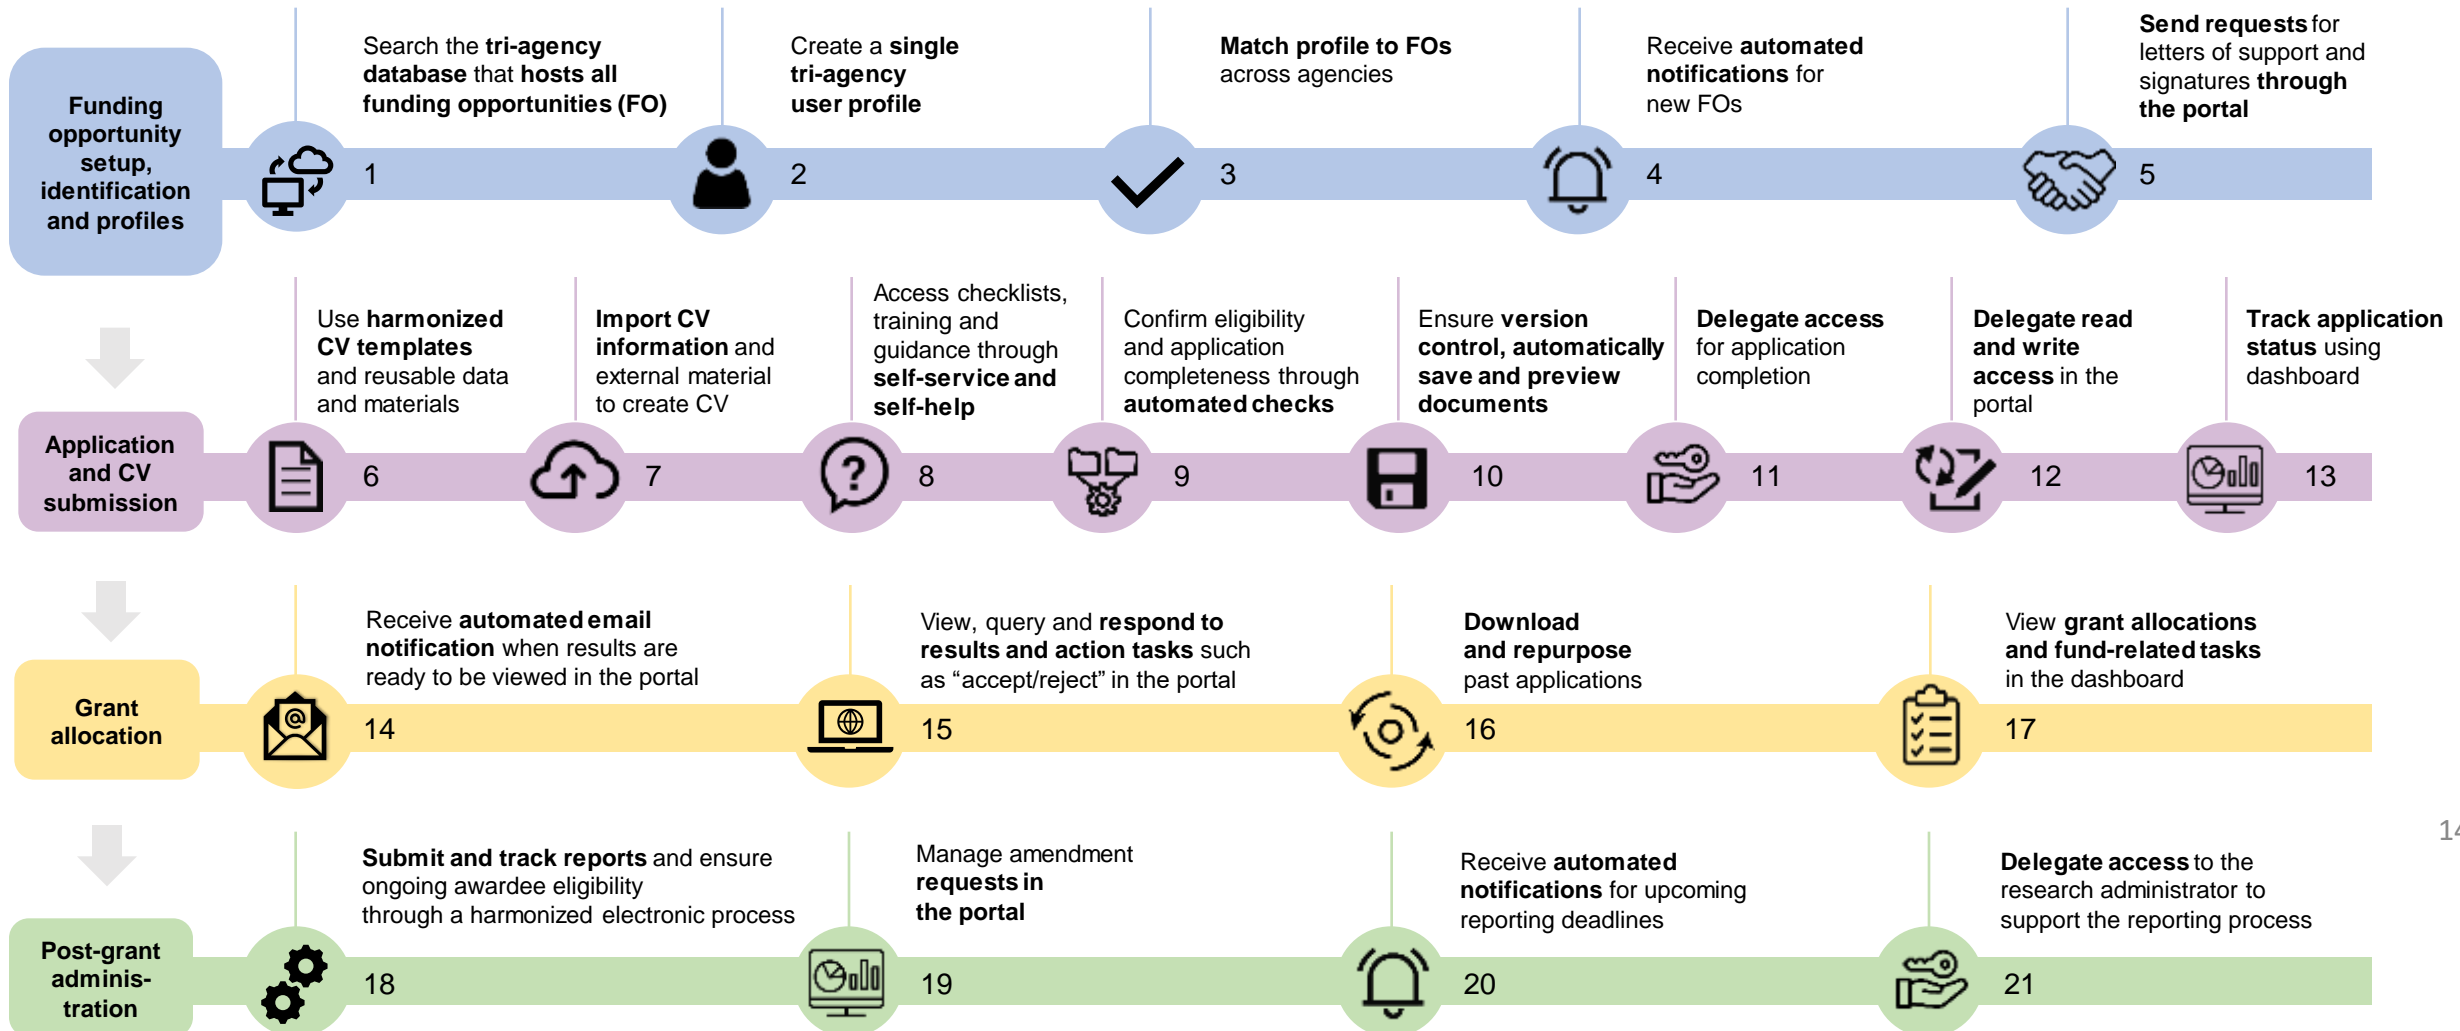 Funding
opportunity
setup,
identification
and profiles
Search the tri-agency
database that hosts all
funding opportunities (FO)
1
Create a single
tri-agency
user profile
2
Match profile to FOs
across agencies
3
Receive automated
notifications for
new FOs
4
Send requests for
letters of support and
signatures through
the portal
5
Application
and CV
submission
Use harmonized
CV templates
and reusable data
and materials
6
Import CV
information and
external material
to create CV
7
Access checklists,
training and
guidance through
self-service and
self-help
8
Confirm eligibility
and application
completeness through
automated checks
9
Ensure version
control, automatically
save and preview
documents
10
Delegate access
for application
completion
11
Delegate read
and write
access in the
portal
12
Track application
status using
dashboard
13
Grant
allocation
Receive automated email
notification when results are
ready to be viewed in the portal
14
View, query and respond to
results and action tasks such
as “accept/reject” in the portal
15
Download
and repurpose
past applications
16
View grant allocations
and fund-related tasks
in the dashboard
17
14
Post-grant
adminis-
tration
Submit and track reports and ensure
ongoing awardee eligibility
through a harmonized electronic process
18
Manage amendment
requests in
the portal
19
Receive automated
notifications for upcoming
reporting deadlines
20
Delegate access to the
research administrator to
support the reporting process
21